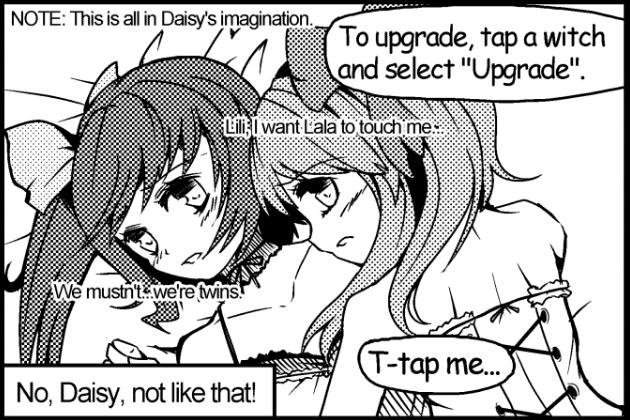 NOTE: This is all in Daisy's imagination.
To upgrade, tap a witch
and select "Upgrade".
Lili, I want Lala to touch me...
We mustn't...we're twins.
T-tap me...
No, Daisy, not like that!